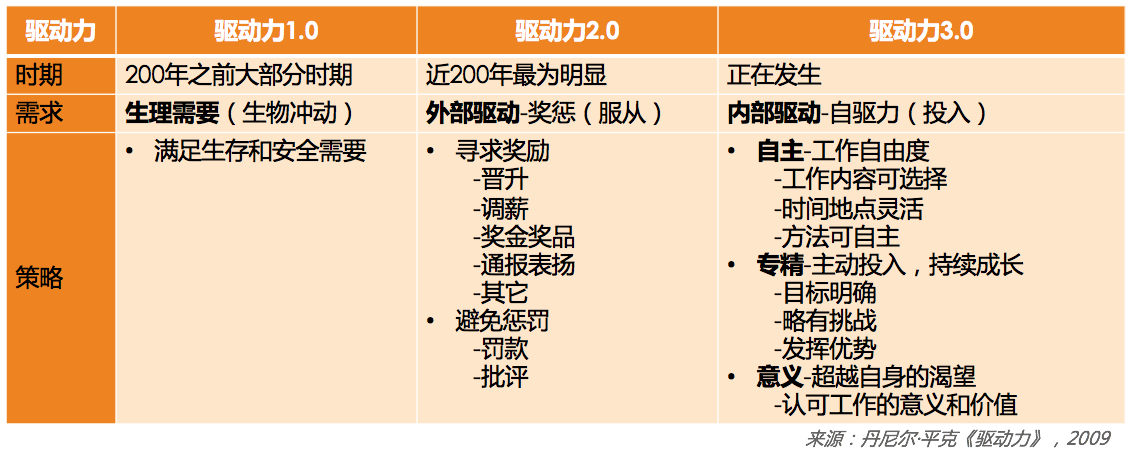 驱动力 驱动力1.0 驱动力2.0 驱动力3.0
时期 200年之前大部分时期 近200年最为明显 正在发生
需求 生理需要（生物冲动） 外部驱动-奖惩（服从） 内部驱动-自驱力（投入）
策略
• 满足生存和安全需要
• 寻求奖励
-晋升
-调薪
-奖金奖品
-通报表扬
-其它
• 避免惩罚
-罚款
-批评
• 自主-工作自由度
-工作内容可选择
-时间地点灵活
-方法可自主
• 专精-主动投入，持续成长
-目标明确
-略有挑战
-发挥优势
• 意义-超越自身的渴望
-认可工作的意义和价值
来源：丹尼尔·平克《驱动力》，2009